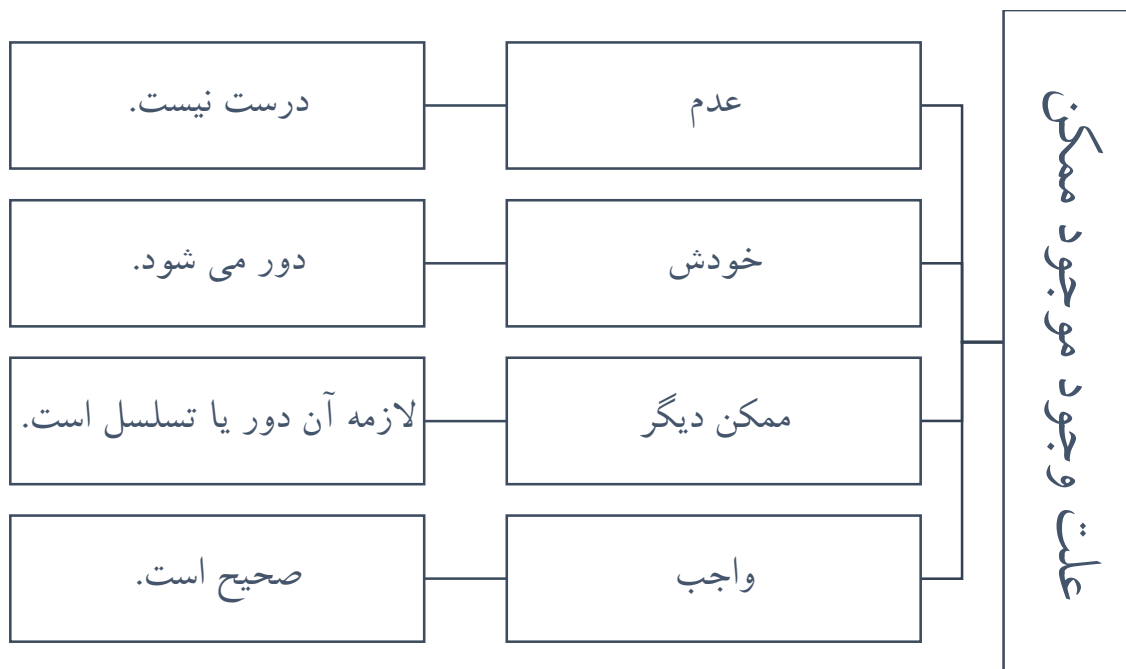 علت وجود موجود ممکن
عدم
درست نیست.
خودش
دور می شود.
ممکن دیگر
لازمه آن دور یا تسلسل است.
واجب
صحیح است.